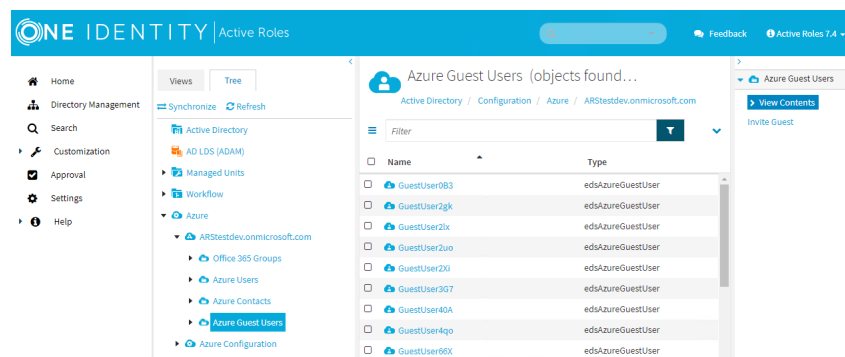 ONE IDENTITY Active Roles
Feedback
Active Roles 7.4
Home
Directory Management
Search
Customization
Approval
Settings
Help
Views
Tree
Synchronize
Refresh
Active Directory
AD LDS (ADAM)
Managed Units
Workflow
Azure
ARStestdev.onmicrosoft.com
Office 365 Groups
Azure Users
Azure Contacts
Azure Guest Users
Azure Configuration
Azure Guest Users (objects found...
Active Directory / Configuration / Azure / ARStestdev.onmicrosoft.com
Filter
Name Type
GuestUser0B3 edsAzureGuestUser
GuestUser2gk edsAzureGuestUser
GuestUser2lx edsAzureGuestUser
GuestUser2uo edsAzureGuestUser
GuestUser2Xi edsAzureGuestUser
GuestUser3G7 edsAzureGuestUser
GuestUser40A edsAzureGuestUser
GuestUser4qo edsAzureGuestUser
GuestUser66X edsAzureGuestUser
Azure Guest Users
View Contents
Invite Guest